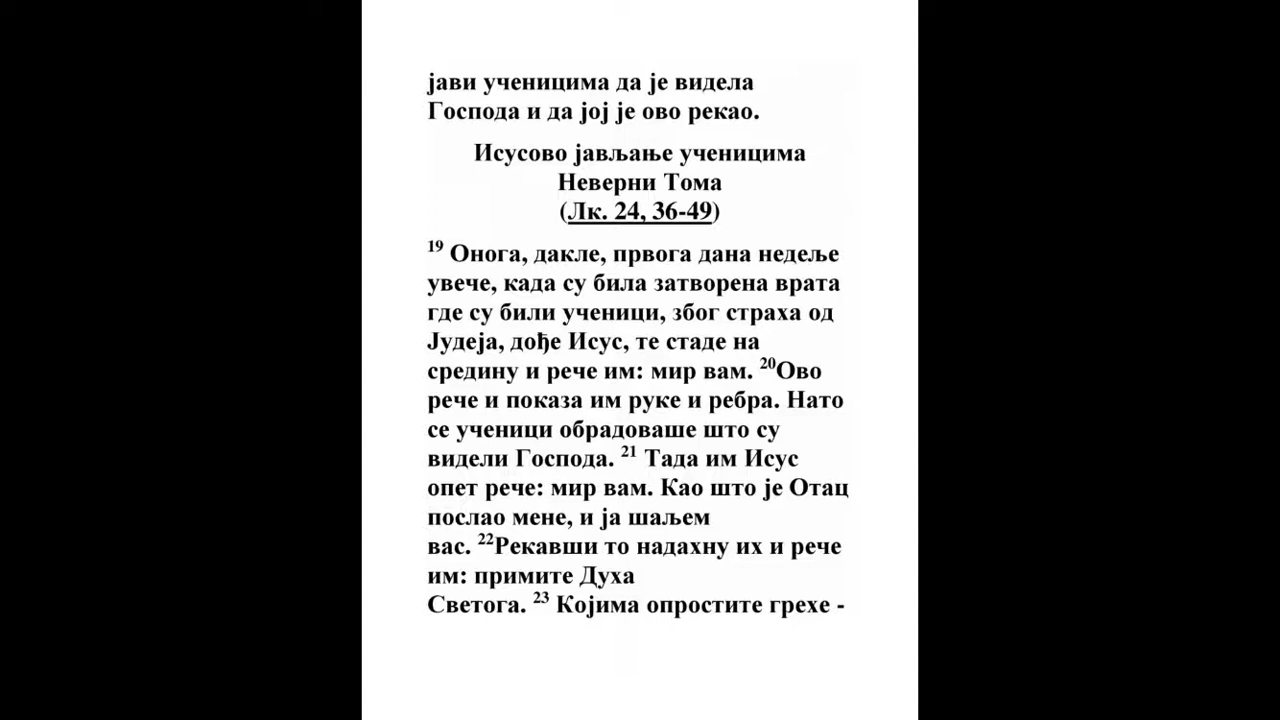 јави ученицима да је видела
Господа и да јој је ово рекао.
Исусово јављање ученицима
Неверни Тома
(Лк. 24, 36-49)
19 Онога, дакле, првога дана недеље
увече, када су била затворена врата
где су били ученици, због страха од
Јудеја, дође Исус, те стаде на
средину и рече им: мир вам. 20Ово
рече и показа им руке и ребра. Нато
се ученици обрадоваше што су
видели Господа. 21 Тада им Исус
опет рече: мир вам. Као што је Отац
послао мене, и ја шаљем
вас. 22Рекавши то надахну их и рече
им: примите Духа
Светога. 23 Којима опростите грехе -